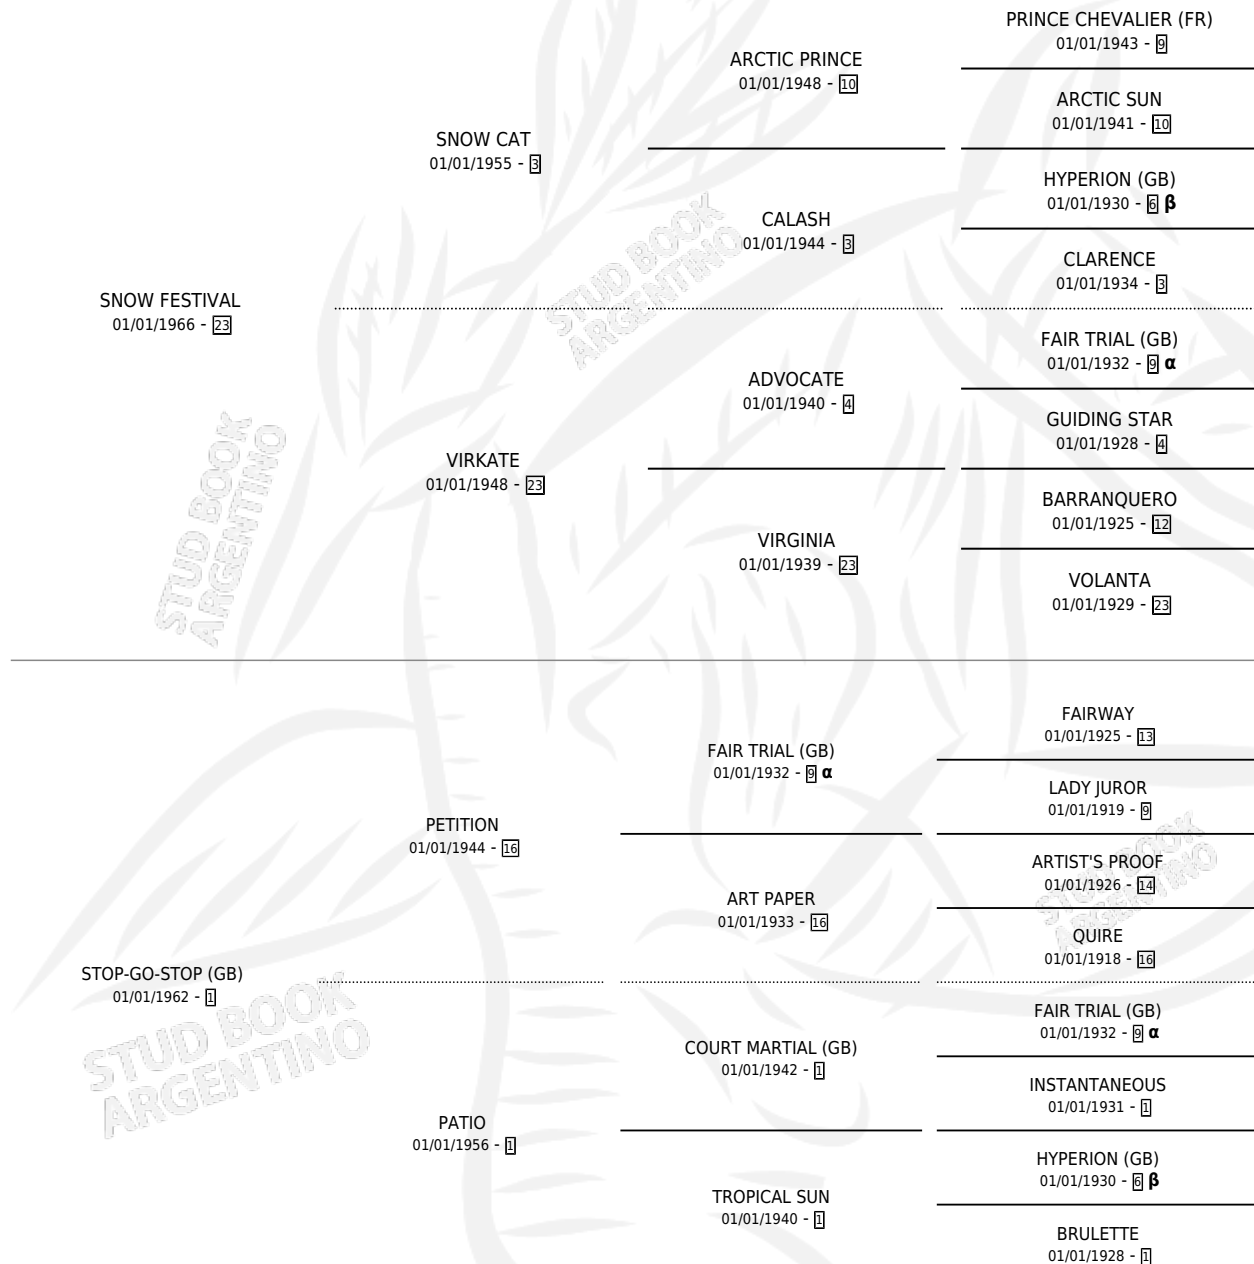 PRINCE CHEVALIER (FR)
01/01/1943 - 9
ARCTIC PRINCE
01/01/1948 - 10
ARCTIC SUN
01/01/1941 - 10
SNOW CAT
01/01/1955 - 3
HYPERION (GB)
01/01/1930 - 6 β
CALASH
01/01/1944 - 3
CLARENCE
01/01/1934 - 3
SNOW FESTIVAL
01/01/1966 - 23
FAIR TRIAL (GB)
01/01/1932 - 9 α
ADVOCATE
01/01/1940 - 4
GUIDING STAR
01/01/1928 - 4
VIRKATE
01/01/1948 - 23
BARRANQUERO
01/01/1925 - 12
VIRGINIA
01/01/1939 - 23
VOLANTA
01/01/1929 - 23
FAIRWAY
01/01/1925 - 13
FAIR TRIAL (GB)
01/01/1932 - 9 α
LADY JUROR
01/01/1919 - 9
PETITION
01/01/1944 - 16
ARTIST'S PROOF
01/01/1926 - 14
ART PAPER
01/01/1933 - 16
QUIRE
01/01/1918 - 16
STOP-GO-STOP (GB)
01/01/1962 - 1
FAIR TRIAL (GB)
01/01/1932 - 9 α
COURT MARTIAL (GB)
01/01/1942 - 1
INSTANTANEOUS
01/01/1931 - 1
PATIO
01/01/1956 - 1
HYPERION (GB)
01/01/1930 - 6 β
TROPICAL SUN
01/01/1940 - 1
BRULETTE
01/01/1928 - 1
STUD BOOK
ARGENTINO
STUD BOOK
ARGENTINO
STUD BOOK
ARGENTINO
STUD BOOK
ARGENTINO